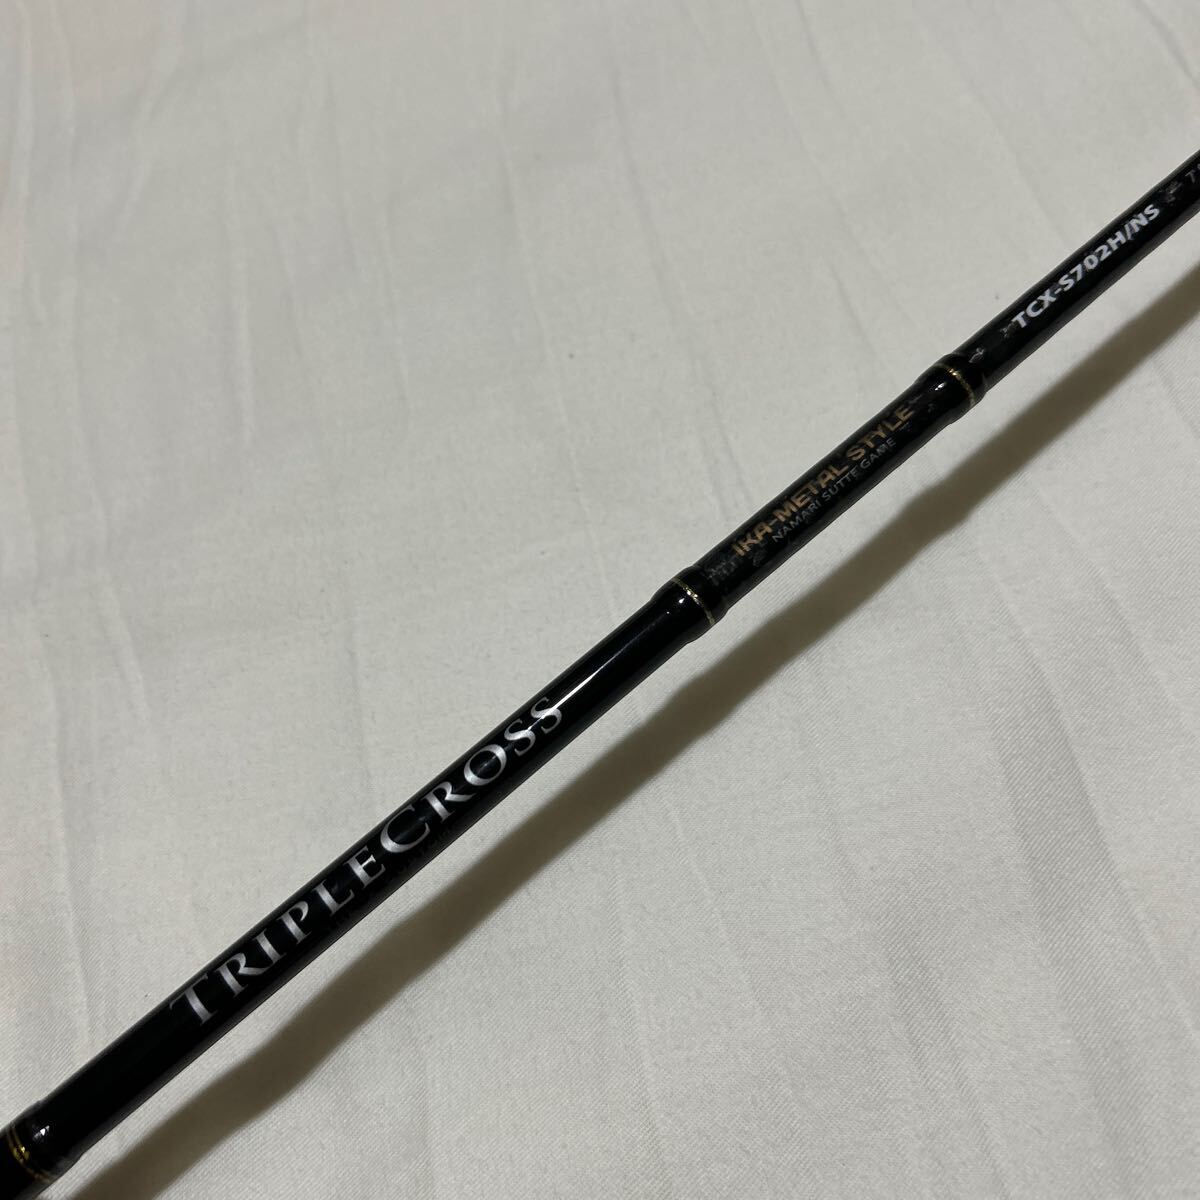 TRIPLECROSS
IKA-METAL STYLE
NAMARI SUTTE GAME
TCX-S702H/NS